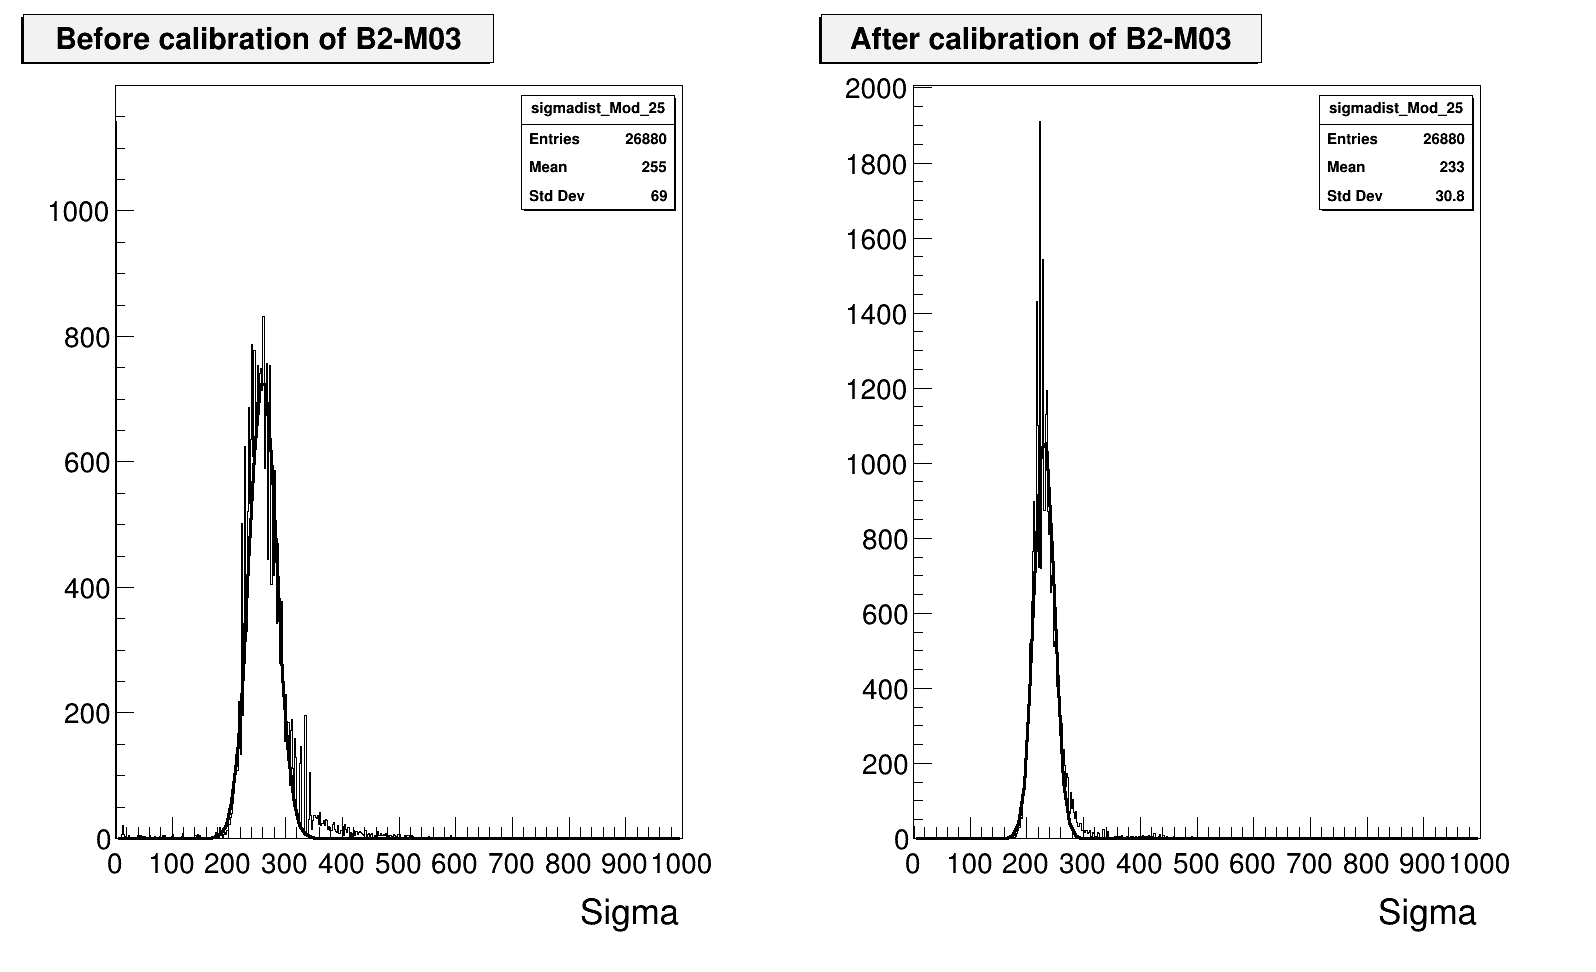 Before calibration of B2-M03
sigmadist_Mod_25
Entries 26880
Mean 255
Std Dev 69
1000
800
600
400
200
0
0 100 200 300 400 500 600 700 800 900 1000
Sigma
After calibration of B2-M03
sigmadist_Mod_25
Entries 26880
Mean 233
Std Dev 30.8
2000
1800
1600
1400
1200
1000
800
600
400
200
0
0 100 200 300 400 500 600 700 800 900 1000
Sigma